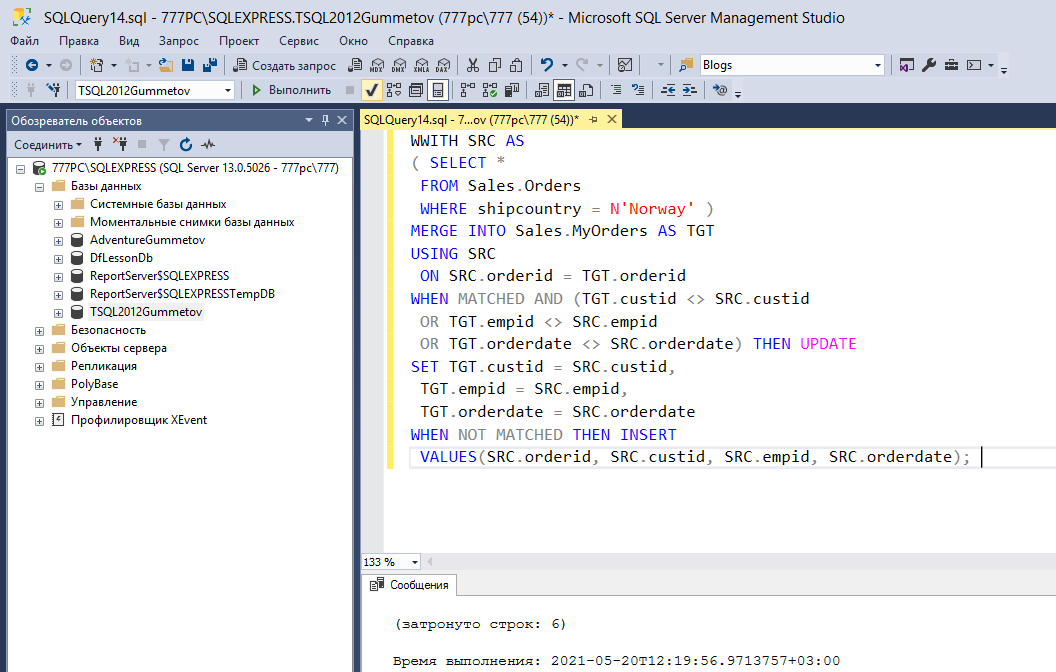 SQLQuery14.sql - 777PC\SQLEXPRESS.TSQL2012Gummetov (777pc\777 (54))* - Microsoft SQL Server Management Studio
Файл Правка Вид Запрос Проект Сервис Окно Справка
Создать запрос MDX DMX XMLA DAX Blogs
TSQL2012Gummetov Выполнить
Обозреватель объектов
SQLQuery14.sql - 7...ov (777pc\777 (54))*
Соединить
777PC\SQLEXPRESS (SQL Server 13.0.5026 - 777pc\777)
Базы данных
Системные базы данных
Моментальные снимки базы данных
AdventureGummetov
DfLessonDb
ReportServer$SQLEXPRESS
ReportServer$SQLEXPRESSTempDB
TSQL2012Gummetov
Безопасность
Объекты сервера
Репликация
PolyBase
Управление
Профилировщик XEvent
WWITH SRC AS
( SELECT *
FROM Sales.Orders
WHERE shipcountry = N'Norway' )
MERGE INTO Sales.MyOrders AS TGT
USING SRC
ON SRC.orderid = TGT.orderid
WHEN MATCHED AND (TGT.custid <> SRC.custid
OR TGT.empid <> SRC.empid
OR TGT.orderdate <> SRC.orderdate) THEN UPDATE
SET TGT.custid = SRC.custid,
TGT.empid = SRC.empid,
TGT.orderdate = SRC.orderdate
WHEN NOT MATCHED THEN INSERT
VALUES(SRC.orderid, SRC.custid, SRC.empid, SRC.orderdate);
133 %
Сообщения
(затронуто строк: 6)
Время выполнения: 2021-05-20T12:19:56.9713757+03:00